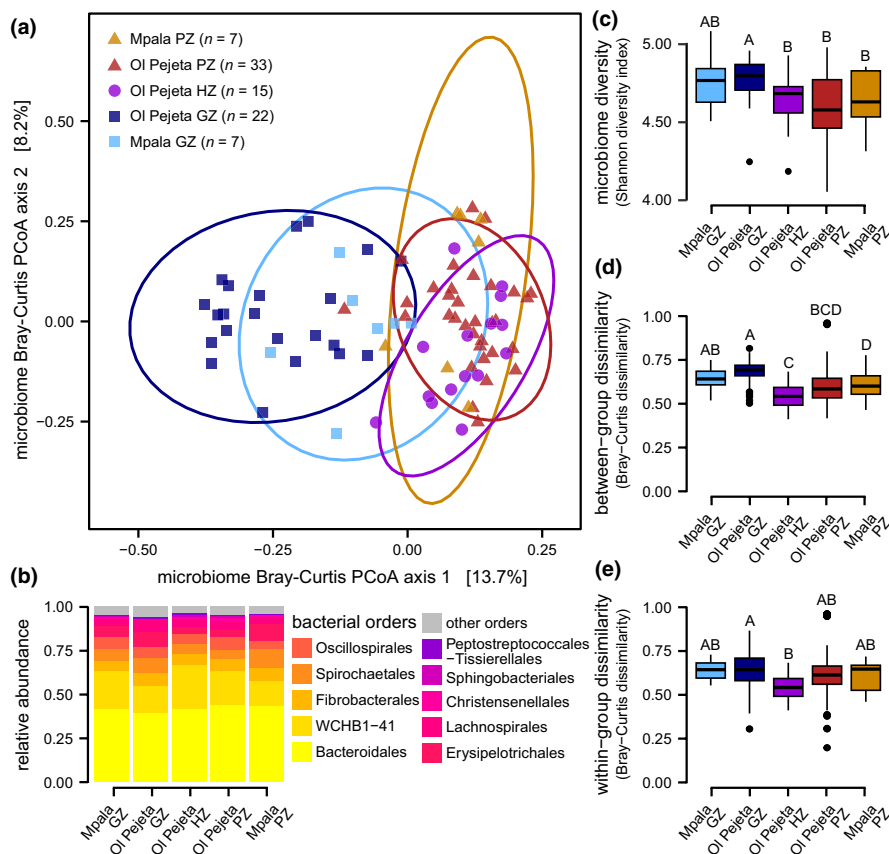 (a)
Mpala PZ (n = 7)
Ol Pejeta PZ (n = 33)
Ol Pejeta HZ (n = 15)
Ol Pejeta GZ (n = 22)
Mpala GZ (n = 7)
microbiome Bray-Curtis PCoA axis 2 [8.2%]
0.50
0.25
0.00
−0.25
−0.50
−0.25
0.00
0.25
microbiome Bray-Curtis PCoA axis 1 [13.7%]
(b)
relative abundance
1.00
0.75
0.50
0.25
0.00
Mpala
GZ
Ol Pejeta
GZ
Ol Pejeta
HZ
Ol Pejeta
PZ
Mpala
PZ
bacterial orders
Oscillospirales
Spirochaetales
Fibrobacterales
WCHB1−41
Bacteroidales
other orders
Peptostreptococcales
−Tissierellales
Sphingobacteriales
Christensenellales
Lachnospirales
Erysipelotrichales
(c)
microbiome diversity
(Shannon diversity index)
5.00
4.50
4.00
AB
A
B
B
B
Mpala
GZ
Ol Pejeta
GZ
Ol Pejeta
HZ
Ol Pejeta
PZ
Mpala
PZ
(d)
between−group dissimilarity
(Bray−Curtis dissimilarity)
1.00
0.75
0.50
0.00
AB
A
C
BCD
D
Mpala
GZ
Ol Pejeta
GZ
Ol Pejeta
HZ
Ol Pejeta
PZ
Mpala
PZ
(e)
within−group dissimilarity
(Bray−Curtis dissimilarity)
1.00
0.75
0.50
0.25
0.00
AB
A
B
AB
AB
Mpala
GZ
Ol Pejeta
GZ
Ol Pejeta
HZ
Ol Pejeta
PZ
Mpala
PZ